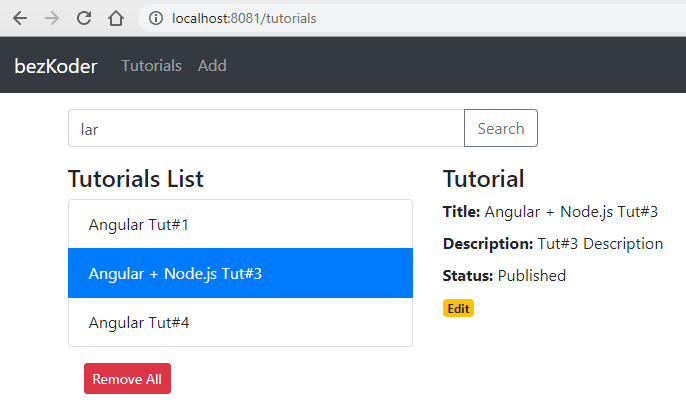 localhost:8081/tutorials
bezKoder Tutorials Add
lar Search
Tutorials List
Angular Tut#1
Angular + Node.js Tut#3
Angular Tut#4
Remove All
Tutorial
Title: Angular + Node.js Tut#3
Description: Tut#3 Description
Status: Published
Edit